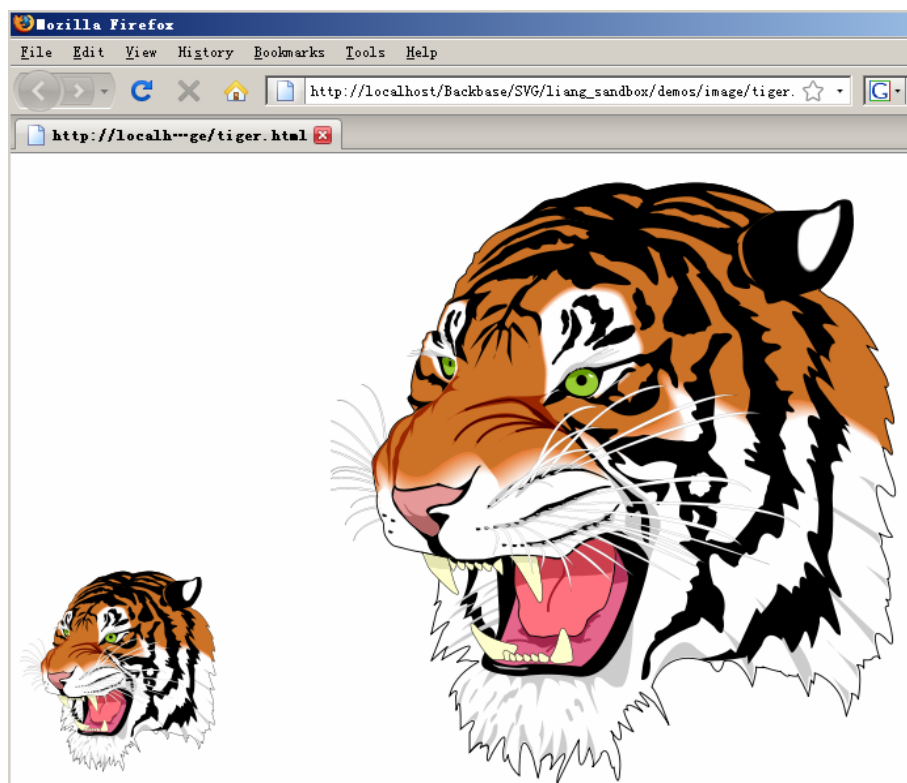 Mozilla Firefox
File Edit View History Bookmarks Tools Help
http://localhost/Backbase/SVG/liang_sandbox/demos/image/tiger.
G
http://localh…ge/tiger.html